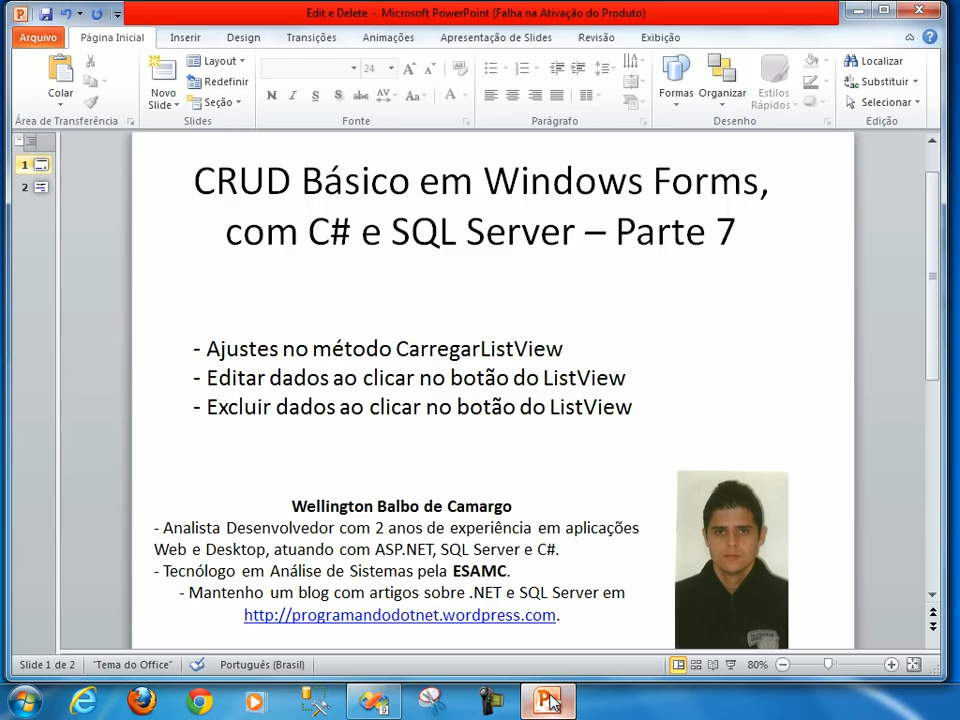 Edit e Delete - Microsoft PowerPoint (Falha na Ativação do Produto)
Arquivo Página Inicial Inserir Design Transições Animações Apresentação de Slides Revisão Exibição
Colar
Área de Transferência
Novo Slide
Layout
Redefinir
Seção
Slides
24
N I S S abc AV Aa A
Fonte
Parágrafo
Formas
Organizar
Estilos Rápidos
Desenho
Localizar
Substituir
Selecionar
Edição
1
2
CRUD Básico em Windows Forms,
com C# e SQL Server – Parte 7
- Ajustes no método CarregarListView
- Editar dados ao clicar no botão do ListView
- Excluir dados ao clicar no botão do ListView
Wellington Balbo de Camargo
- Analista Desenvolvedor com 2 anos de experiência em aplicações
Web e Desktop, atuando com ASP.NET, SQL Server e C#.
- Tecnólogo em Análise de Sistemas pela ESAMC.
- Mantenho um blog com artigos sobre .NET e SQL Server em
http://programandodotnet.wordpress.com.
Slide 1 de 2 "Tema do Office" Português (Brasil) 80%